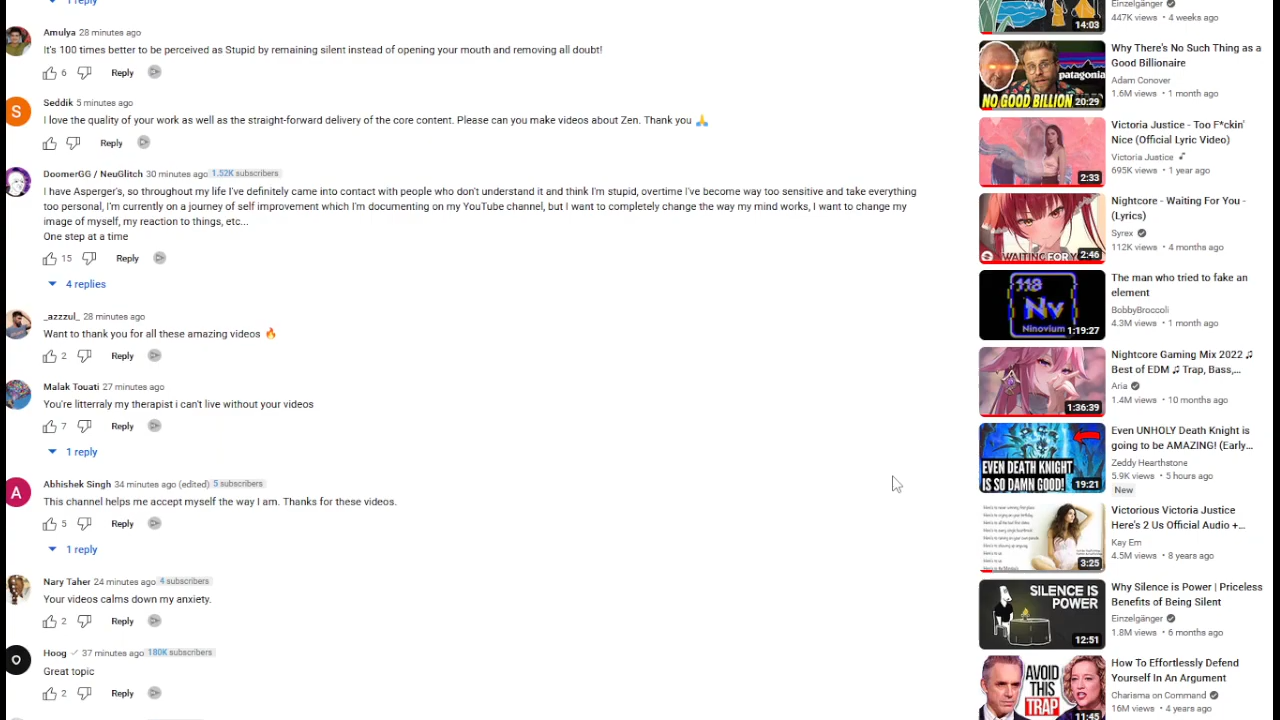 1 reply
Amulya 28 minutes ago
It's 100 times better to be perceived as Stupid by remaining silent instead of opening your mouth and removing all doubt!
6 Reply
Seddik 5 minutes ago
I love the quality of your work as well as the straight-forward delivery of the core content. Please can you make videos about Zen. Thank you 🙏
Reply
DoomerGG / NeuGlitch 30 minutes ago 1.52K subscribers
I have Asperger's, so throughout my life I've definitely came into contact with people who don't understand it and think I'm stupid, overtime I've become way too sensitive and take everything
too personal, I'm currently on a journey of self improvement which I'm documenting on my YouTube channel, but I want to completely change the way my mind works, I want to change my
image of myself, my reaction to things, etc...
One step at a time
15 Reply
4 replies
_azzzul_ 28 minutes ago
Want to thank you for all these amazing videos 🔥
2 Reply
Malak Touati 27 minutes ago
You're litterraly my therapist i can't live without your videos
7 Reply
1 reply
A
Abhishek Singh 34 minutes ago (edited) 5 subscribers
This channel helps me accept myself the way I am. Thanks for these videos.
5 Reply
1 reply
Nary Taher 24 minutes ago 4 subscribers
Your videos calms down my anxiety.
2 Reply
Hoog ✓ 37 minutes ago 180K subscribers
Great topic
2 Reply
S
14:03
Einzelgänger
447K views • 4 weeks ago
patagonia
NO GOOD BILLION
20:29
Why There's No Such Thing as a
Good Billionaire
Adam Conover
1.6M views • 1 month ago
2:33
Victoria Justice - Too F*ckin'
Nice (Official Lyric Video)
Victoria Justice
695K views • 1 year ago
WAITING FOR
2:46
Nightcore - Waiting For You -
(Lyrics)
Syrex
112K views • 4 months ago
118
Nv
Ninovium
1:19:27
The man who tried to fake an
element
BobbyBroccoli
4.3M views • 1 month ago
1:36:39
Nightcore Gaming Mix 2022 ♫
Best of EDM ♫ Trap, Bass,...
Aria
1.4M views • 10 months ago
EVEN DEATH KNIGHT
IS SO DAMN GOOD!
19:21
Even UNHOLY Death Knight is
going to be AMAZING! (Early...
Zeddy Hearthstone
5.9K views • 5 hours ago
New
3:25
Victorious Victoria Justice
Here's 2 Us Official Audio +...
Kay Em
4.5M views • 8 years ago
SILENCE IS
POWER
12:51
Why Silence is Power | Priceless
Benefits of Being Silent
Einzelgänger
1.8M views • 6 months ago
AVOID
THIS
TRAP
11:45
How To Effortlessly Defend
Yourself In An Argument
Charisma on Command
16M views • 4 years ago